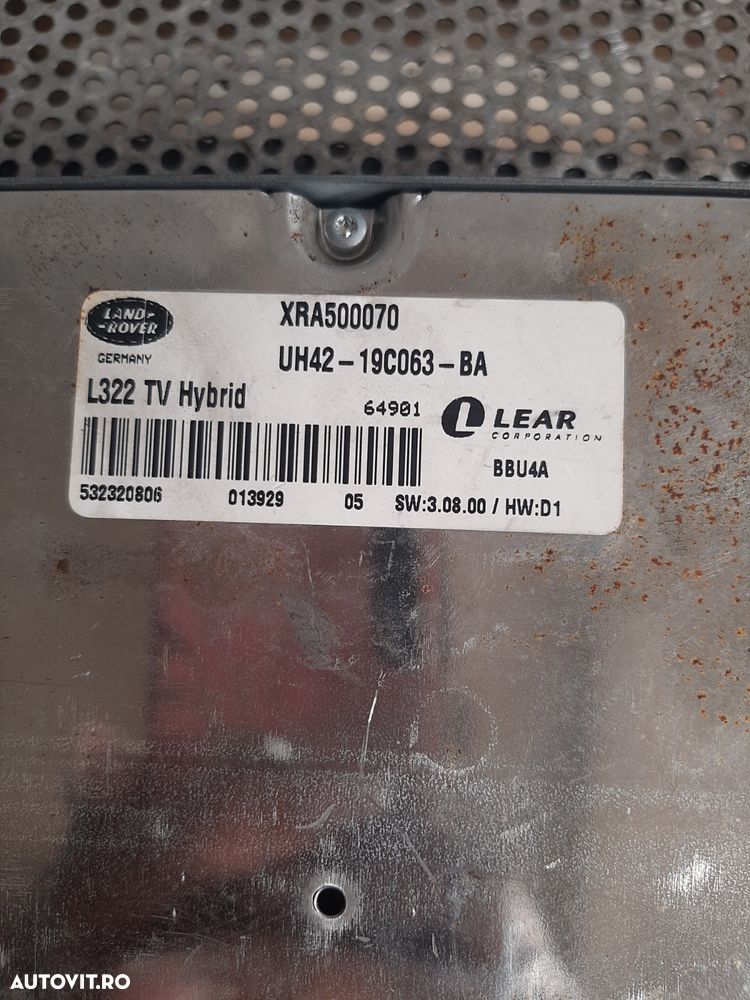 LAND-
-ROVER
GERMANY
XRA500070
UH42-19C063-BA
L322 TV Hybrid
64901
LEAR
CORPORATION
BBU4A
532320806 013929 05 SW:3.08.00 / HW:D1
AUTOVIT.RO